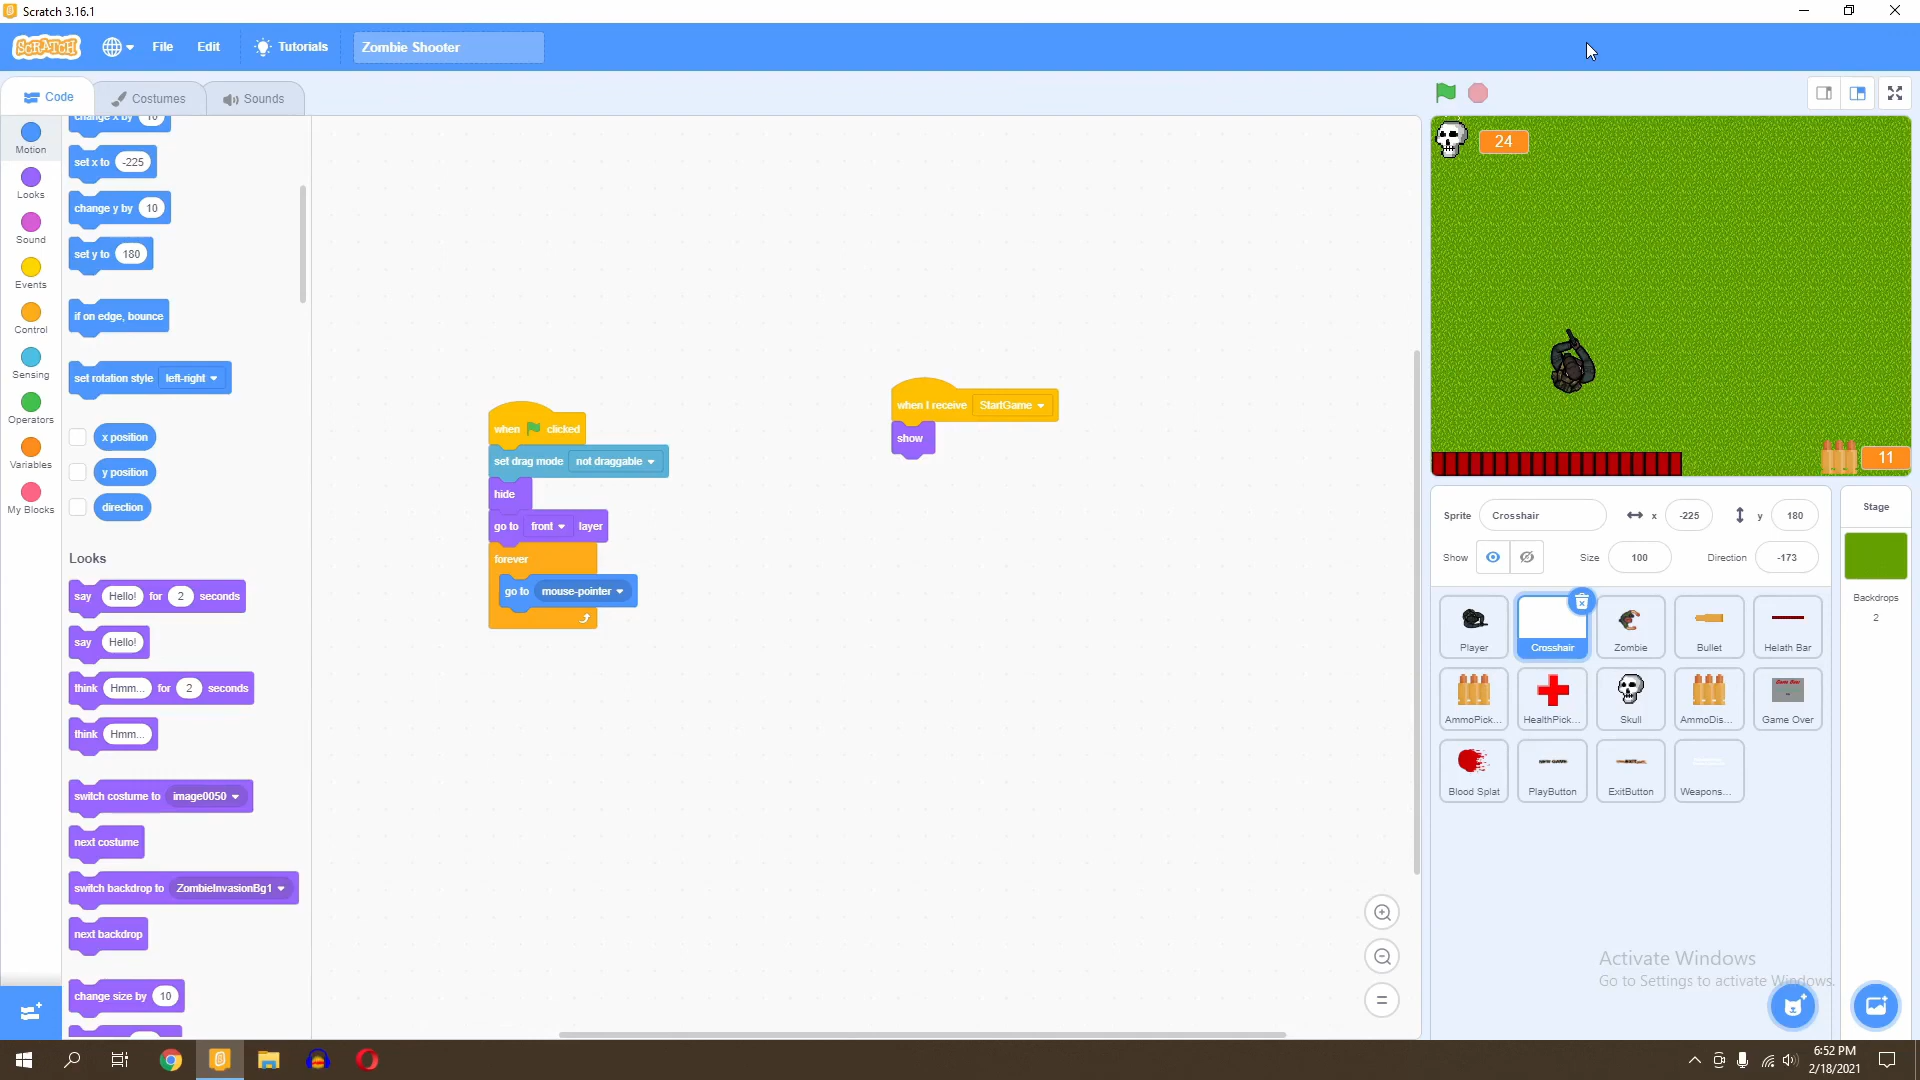 Scratch 3.16.1
SCRATCH
File
Edit
Tutorials
Zombie Shooter
Code
Costumes
Sounds
Motion
Looks
Sound
Events
Control
Sensing
Operators
Variables
My Blocks
change x by 10
set x to -225
change y by 10
set y to 180
if on edge, bounce
set rotation style left-right
x position
y position
direction
Looks
say Hello! for 2 seconds
say Hello!
think Hmm... for 2 seconds
think Hmm...
switch costume to image0050
next costume
switch backdrop to ZombieInvasionBg1
next backdrop
change size by 10
when clicked
set drag mode not draggable
hide
go to front layer
forever
go to mouse-pointer
when I receive StartGame
show
24
11
Sprite Crosshair x -225 y 180
Show Size 100 Direction -173
Player
Crosshair
Zombie
Bullet
Helath Bar
AmmoPick...
HealthPick...
Skull
AmmoDis...
Game Over
Blood Splat
PlayButton
ExitButton
Weapons...
Stage
Backdrops
2
Activate Windows
Go to Settings to activate Windows.
6:52 PM
2/18/2021